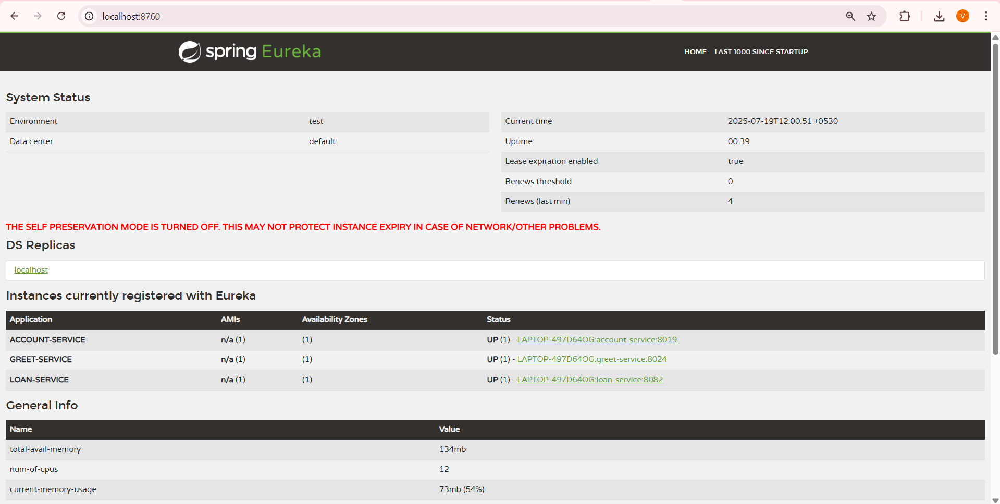 localhost:8760
V
spring Eureka
HOME LAST 1000 SINCE STARTUP
System Status
Environment test
Data center default
Current time 2025-07-19T12:00:51 +0530
Uptime 00:39
Lease expiration enabled true
Renews threshold 0
Renews (last min) 4
THE SELF PRESERVATION MODE IS TURNED OFF. THIS MAY NOT PROTECT INSTANCE EXPIRY IN CASE OF NETWORK/OTHER PROBLEMS.
DS Replicas
localhost
Instances currently registered with Eureka
Application AMIs Availability Zones Status
ACCOUNT-SERVICE n/a (1) (1) UP (1) - LAPTOP-497D64OG:account-service:8019
GREET-SERVICE n/a (1) (1) UP (1) - LAPTOP-497D64OG:greet-service:8024
LOAN-SERVICE n/a (1) (1) UP (1) - LAPTOP-497D64OG:loan-service:8082
General Info
Name Value
total-avail-memory 134mb
num-of-cpus 12
current-memory-usage 73mb (54%)